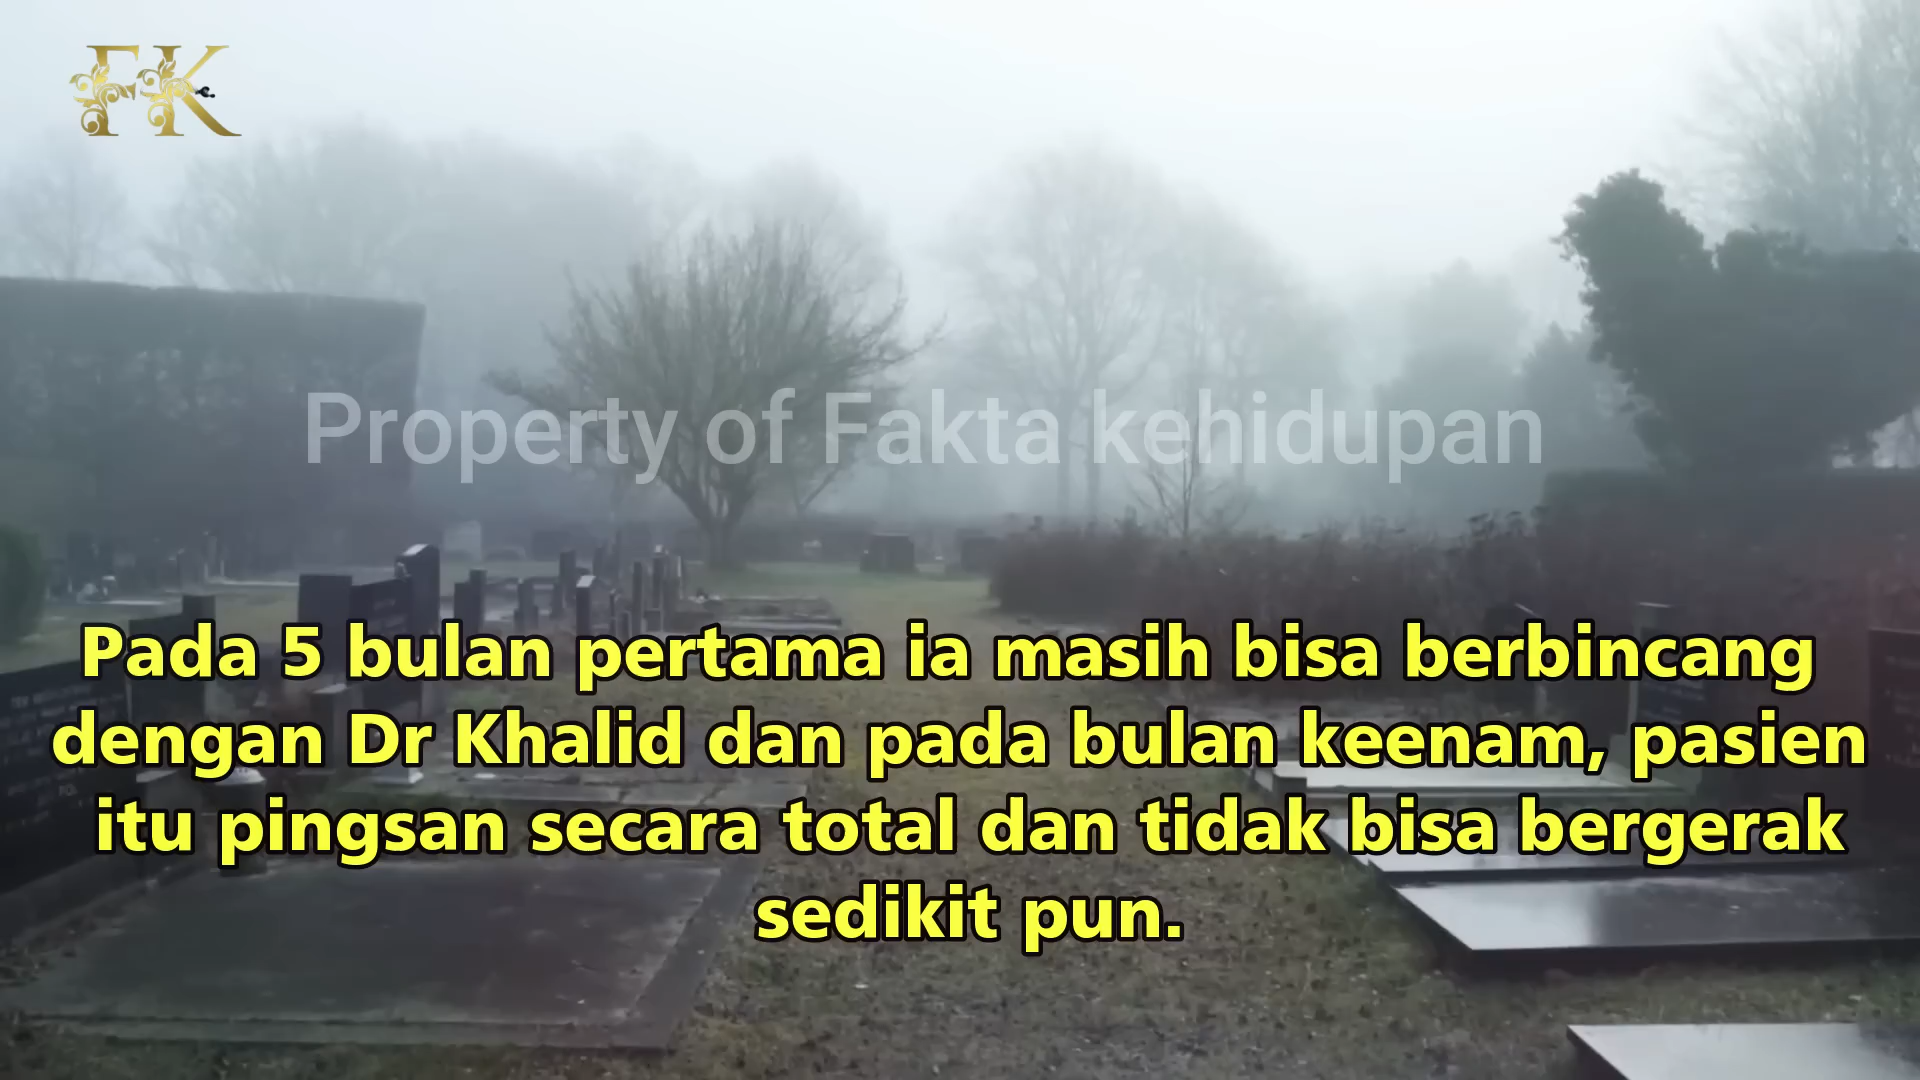 FK
Property of Fakta kehidupan
Pada 5 bulan pertama ia masih bisa berbincang
dengan Dr Khalid dan pada bulan keenam, pasien
itu pingsan secara total dan tidak bisa bergerak
sedikit pun.